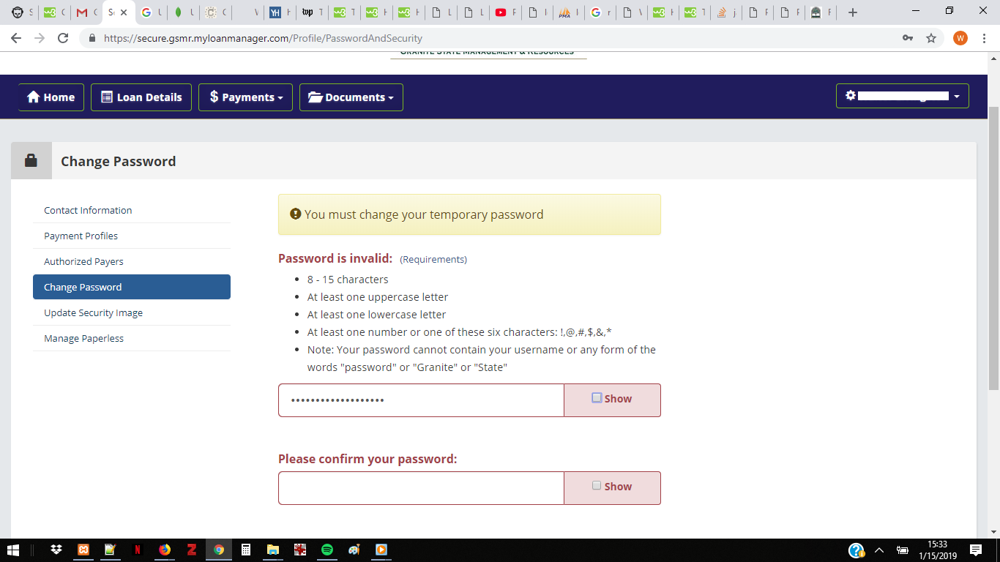 https://secure.gsmr.myloanmanager.com/Profile/PasswordAndSecurity
W
GRANITE STATE MANAGEMENT & RESOURCES
Home
Loan Details
$ Payments
Documents
Change Password
Contact Information
Payment Profiles
Authorized Payers
Change Password
Update Security Image
Manage Paperless
You must change your temporary password
Password is invalid: (Requirements)
8 - 15 characters
At least one uppercase letter
At least one lowercase letter
At least one number or one of these six characters: !,@,#,$,&,*
Note: Your password cannot contain your username or any form of the
words "password" or "Granite" or "State"
Show
Please confirm your password:
Show
15:33
1/15/2019